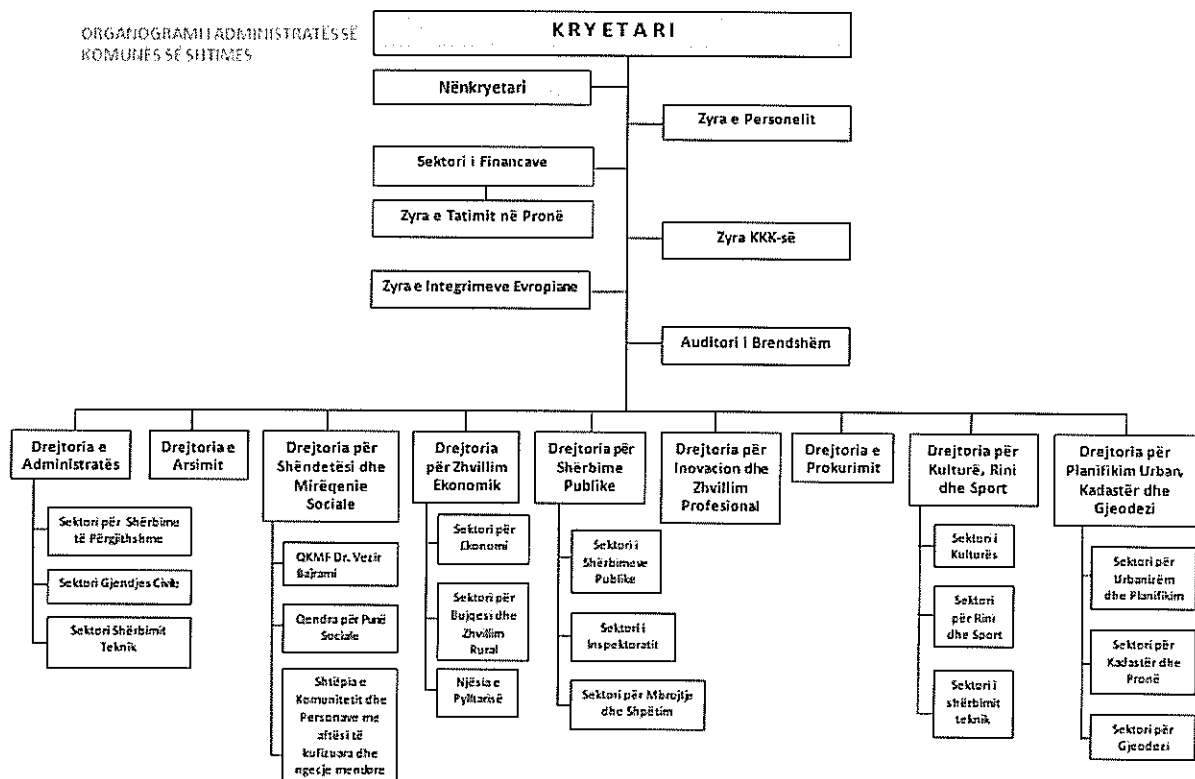 ORGANOGRAMI I ADMINISTRATËS SË
KOMUNËS SË SHTIMES
KRYETARI
Nënkryetari
Zyra e Personelit
Sektori i Financave
Zyra e Tatimit në Pronë
Zyra KKK-së
Zyra e Integrimeve Evropiane
Auditori i Brendshëm
Drejtoria e
Administratës
Sektori për Shërbime
të Përgjithshme
Sektori Gjendjes Civile
Sektori Shërbimit
Teknik
Drejtoria e
Arsimit
Drejtoria për
Shëndetësi dhe
Mirëqenie
Sociale
QKMF Dr. Vezir
Bajrami
Qendra për Punë
Sociale
Shtëpia e
Komunitetit dhe
Personave me
aftësi të
kufizuara dhe
ngecje mendore
Drejtoria
për Zhvillim
Ekonomik
Sektori për
Ekonomi
Sektori për
Bujqesi dhe
Zhvillim
Rural
Njësia e
Pylltarisë
Drejtoria për
Shërbime
Publike
Sektori i
Shërbimeve
Publike
Sektori i
Inspektoratit
Sektori për Mbrojtje
dhe Shpëtim
Drejtoria për
Inovacion dhe
Zhvillim
Profesional
Drejtoria e
Prokurimit
Drejtoria për
Kulturë, Rini
dhe Sport
Sektori i
Kulturës
Sektori
për Rini
dhe Sport
Sektori i
shërbimit
teknik
Drejtoria për
Planifikim Urban,
Kadastër dhe
Gjeodezi
Sektori për
Urbanizëm
dhe Planifikim
Sektori për
Kadastër dhe
Pronë
Sektori për
Gjeodezi